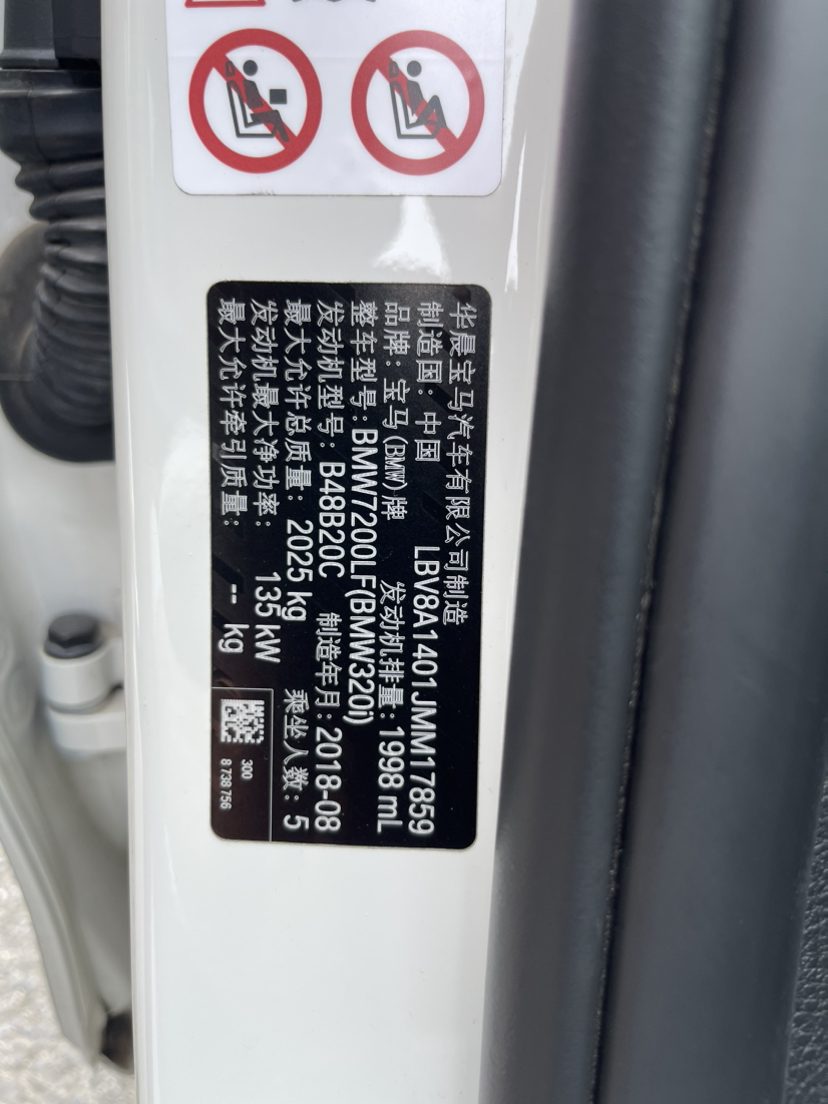 华晨宝马汽车有限公司制造
制造国：中国 LBV8A1401JMM17859
品牌：宝马(BMW)牌 发动机排量：1998 mL
整车型号：BMW7200LF(BMW320i)
发动机型号：B48B20C 制造年月：2018-08
最大允许总质量：2025 kg 乘坐人数：5
发动机最大净功率：135 kW
最大允许牵引质量：-- kg
300
8 738 756